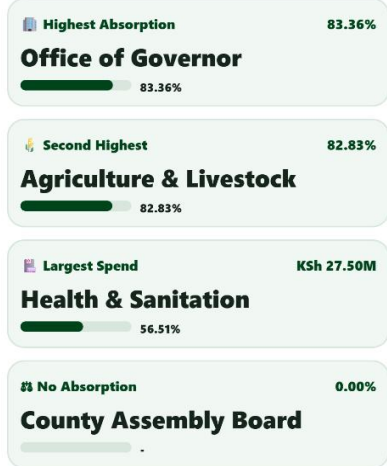 Highest Absorption 83.36%
Office of Governor
83.36%
Second Highest 82.83%
Agriculture & Livestock
82.83%
Largest Spend KSh 27.50M
Health & Sanitation
56.51%
No Absorption 0.00%
County Assembly Board
-